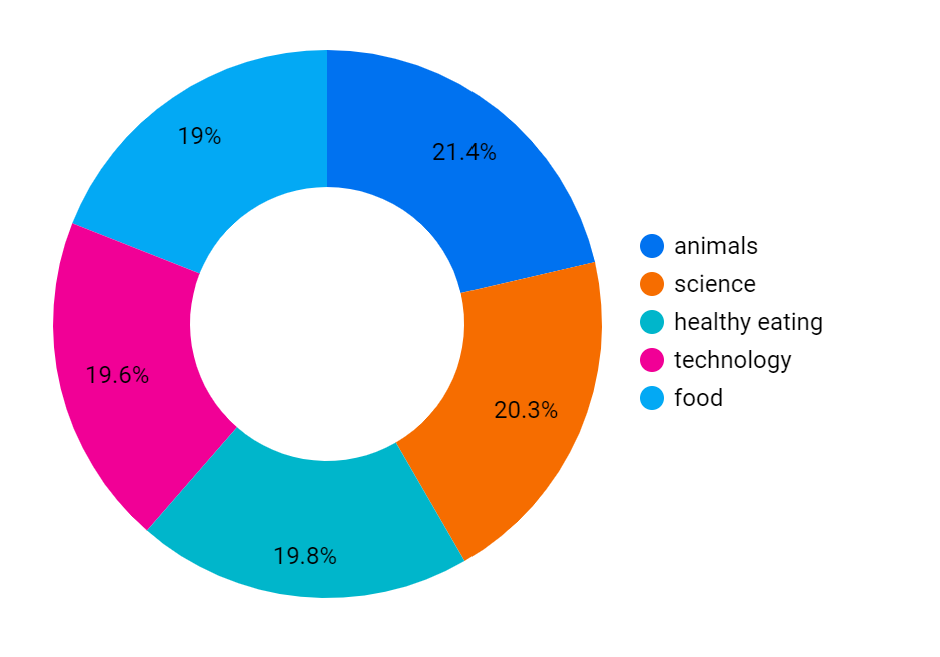 19%
21.4%
19.6%
20.3%
19.8%
animals
science
healthy eating
technology
food